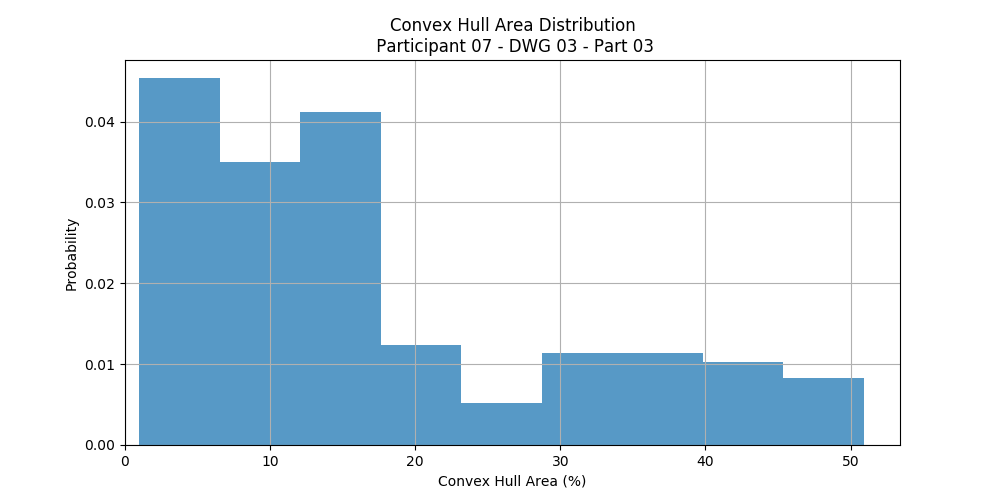 Convex Hull Area Distribution
Participant 07 - DWG 03 - Part 03
Probability
0.04
0.03
0.02
0.01
0.00
0 10 20 30 40 50
Convex Hull Area (%)